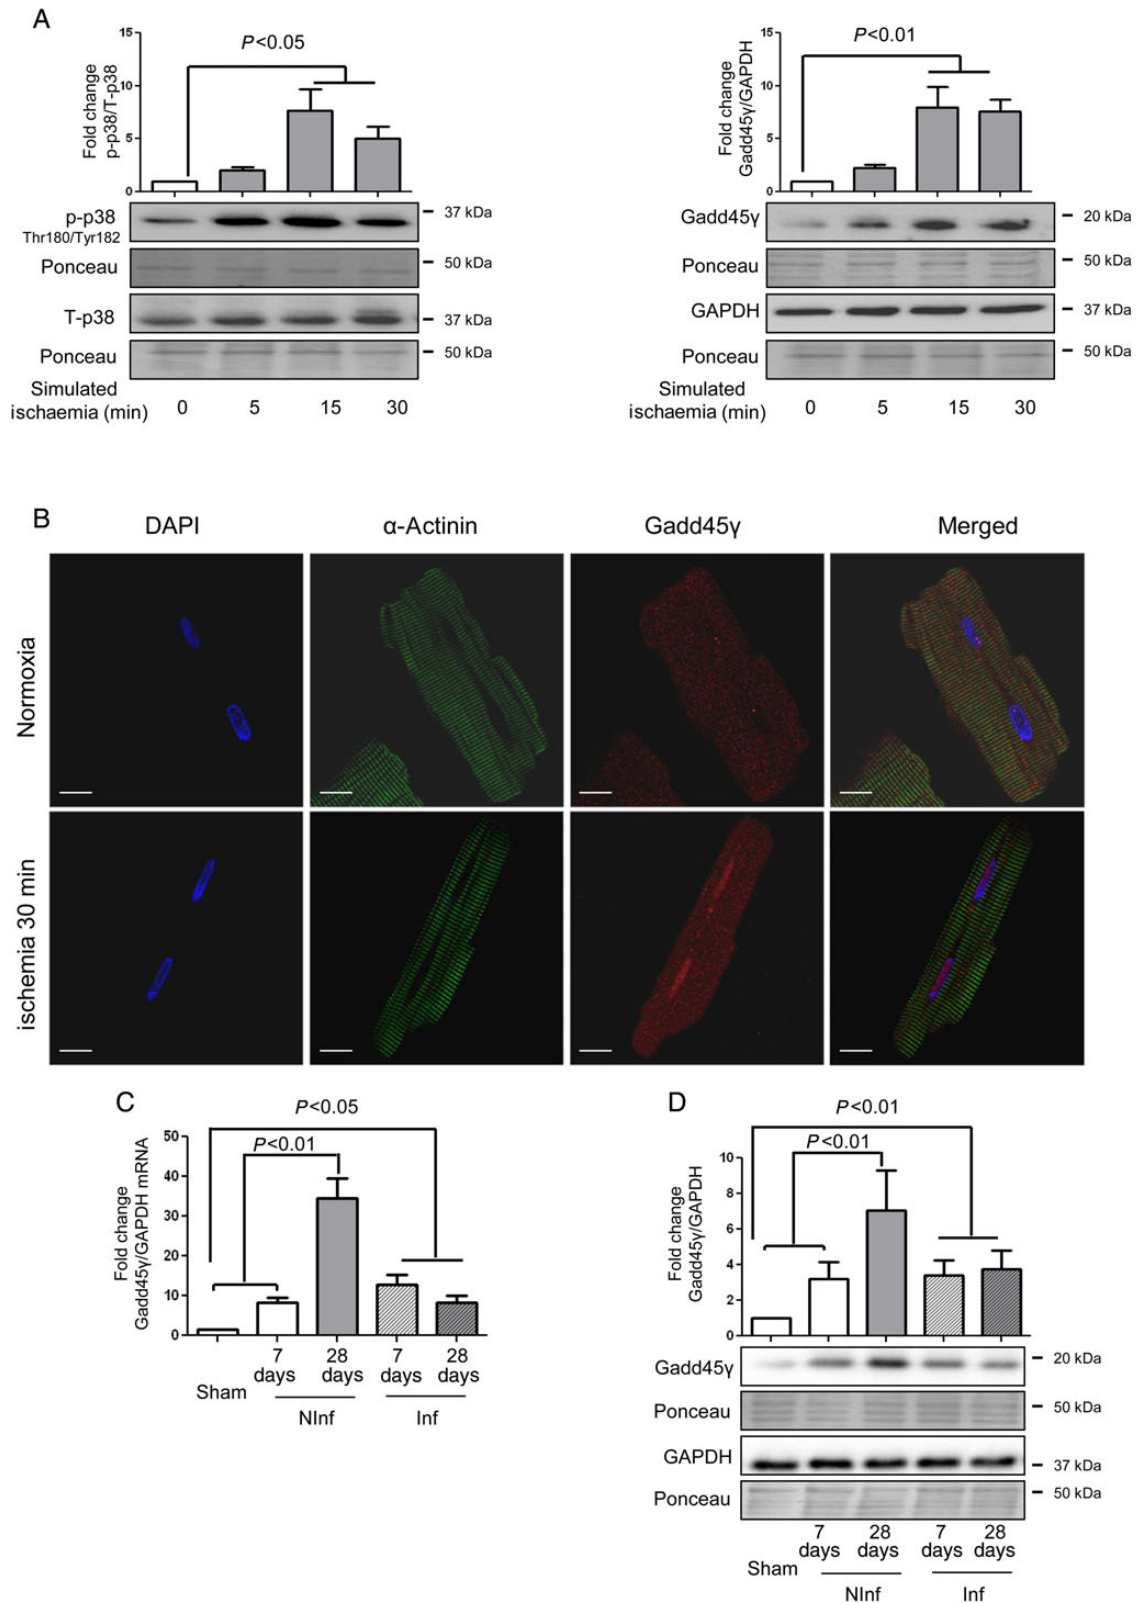 A
P<0.05
Fold change
p-p38/T-p38
15
10
5
0
p-p38
Thr180/Tyr182
37 kDa
Ponceau
50 kDa
T-p38
37 kDa
Ponceau
50 kDa
Simulated
ischaemia (min)
0 5 15 30
P<0.01
Fold change
Gadd45γ/GAPDH
15
10
5
0
Gadd45γ
20 kDa
Ponceau
50 kDa
GAPDH
37 kDa
Ponceau
50 kDa
Simulated
ischaemia (min)
0 5 15 30
B
DAPI α-Actinin Gadd45γ Merged
Normoxia
ischemia 30 min
C
P<0.05
P<0.01
Fold change
Gadd45γ/GAPDH mRNA
50
40
30
20
10
0
Sham
7 days
28 days
7 days
28 days
NInf Inf
D
P<0.01
P<0.01
Fold change
Gadd45γ/GAPDH
10
8
6
4
2
0
Gadd45γ
20 kDa
Ponceau
50 kDa
GAPDH
37 kDa
Ponceau
50 kDa
Sham
7 days
28 days
7 days
28 days
NInf Inf